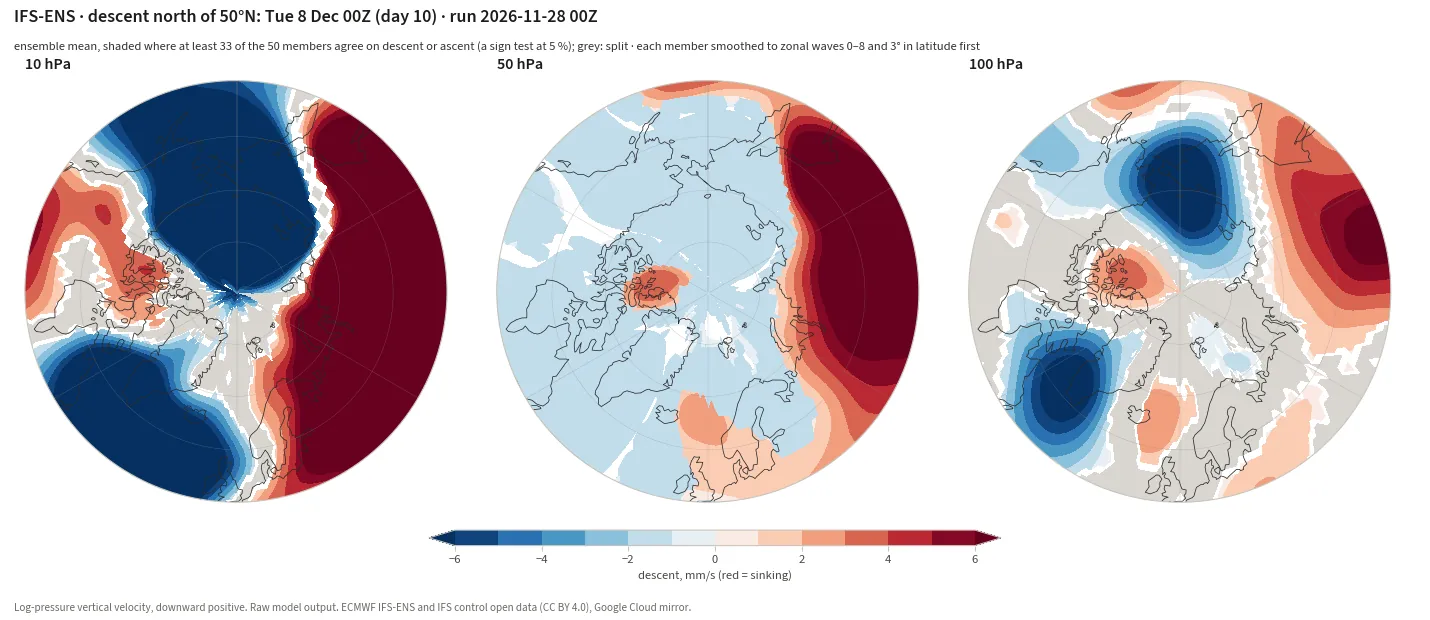 IFS-ENS · descent north of 50°N: Tue 8 Dec 00Z (day 10) · run 2026-11-28 00Z
ensemble mean, shaded where at least 33 of the 50 members agree on descent or ascent (a sign test at 5 %); grey: split · each member smoothed to zonal waves 0–8 and 3° in latitude first
10 hPa
50 hPa
100 hPa
−6 −4 −2 0 2 4 6
descent, mm/s (red = sinking)
Log-pressure vertical velocity, downward positive. Raw model output. ECMWF IFS-ENS and IFS control open data (CC BY 4.0), Google Cloud mirror.